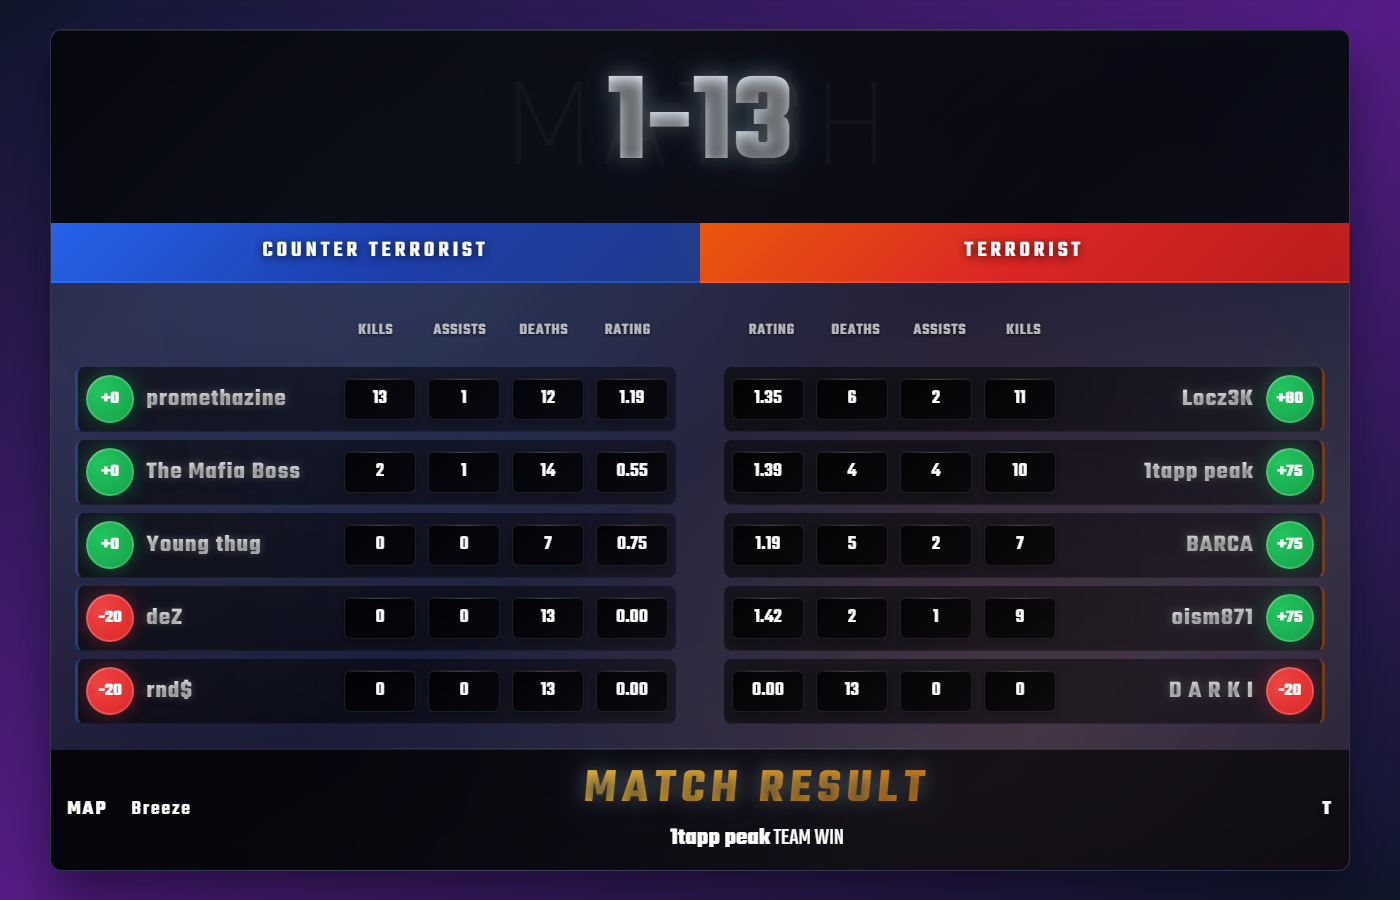 MATCH
1-13
COUNTER TERRORIST TERRORIST
KILLS ASSISTS DEATHS RATING RATING DEATHS ASSISTS KILLS
+0 promethazine 13 1 12 1.19 1.35 6 2 11 Locz3K +80
+0 The Mafia Boss 2 1 14 0.55 1.39 4 4 10 1tapp peak +75
+0 Young thug 0 0 7 0.75 1.19 5 2 7 BARCA +75
-20 deZ 0 0 13 0.00 1.42 2 1 9 oism871 +75
-20 rnd$ 0 0 13 0.00 0.00 13 0 0 D A R K I -20
MATCH RESULT
MAP Breeze T
1tapp peak TEAM WIN